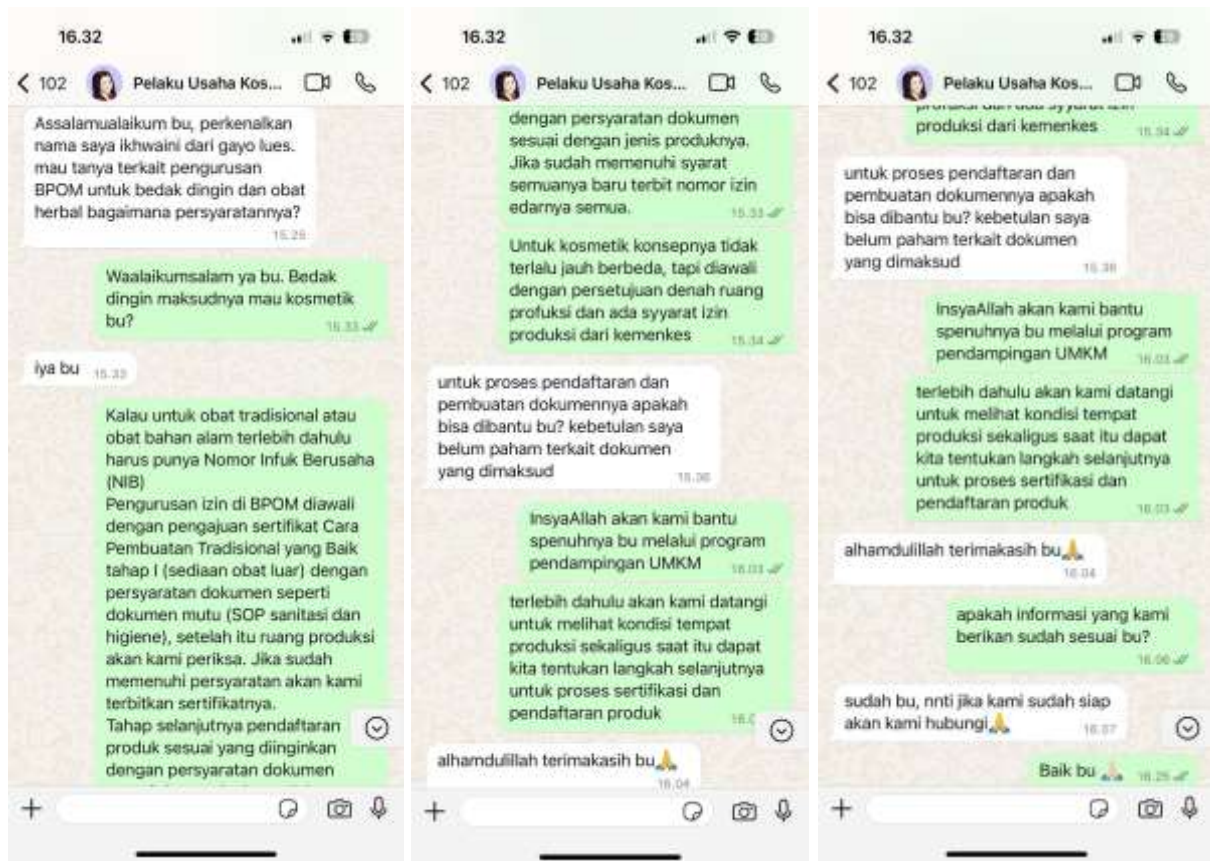 16.32
102 Pelaku Usaha Kos...
Assalamualaikum bu, perkenalkan
nama saya ikhwaini dari gayo lues.
mau tanya terkait pengurusan
BPOM untuk bedak dingin dan obat
herbal bagaimana persyaratannya?
Waalaikumsalam ya bu. Bedak
dingin maksudnya mau kosmetik
bu?
15.33
iya bu
15.33
Kalau untuk obat tradisional atau
obat bahan alam terlebih dahulu
harus punya Nomor Infuk Berusaha
(NIB)
Pengurusan izin di BPOM diawali
dengan pengajuan sertifikat Cara
Pembuatan Tradisional yang Baik
tahap I (sediaan obat luar) dengan
persyaratan dokumen seperti
dokumen mutu (SOP sanitasi dan
higiene), setelah itu ruang produksi
akan kami periksa. Jika sudah
memenuhi persyaratan akan kami
terbitkan sertifikatnya.
Tahap selanjutnya pendaftaran
produk sesuai yang diinginkan
dengan persyaratan dokumen
16.32
102 Pelaku Usaha Kos...
dengan persyaratan dokumen
sesuai dengan jenis produknya.
Jika sudah memenuhi syarat
semuanya baru terbit nomor izin
edarnya semua.
15.33
Untuk kosmetik konsepnya tidak
terlalu jauh berbeda, tapi diawali
dengan persetujuan denah ruang
profuksi dan ada syyarat izin
produksi dari kemenkes
15.34
untuk proses pendaftaran dan
pembuatan dokumennya apakah
bisa dibantu bu? kebetulan saya
belum paham terkait dokumen
yang dimaksud
15.36
InsyaAllah akan kami bantu
spenuhnya bu melalui program
pendampingan UMKM
16.03
terlebih dahulu akan kami datangi
untuk melihat kondisi tempat
produksi sekaligus saat itu dapat
kita tentukan langkah selanjutnya
untuk proses sertifikasi dan
pendaftaran produk
alhamdulillah terimakasih bu🙏
16.04
16.32
102 Pelaku Usaha Kos...
produksi dari kemenkes
15.34
untuk proses pendaftaran dan
pembuatan dokumennya apakah
bisa dibantu bu? kebetulan saya
belum paham terkait dokumen
yang dimaksud
15.36
InsyaAllah akan kami bantu
spenuhnya bu melalui program
pendampingan UMKM
16.03
terlebih dahulu akan kami datangi
untuk melihat kondisi tempat
produksi sekaligus saat itu dapat
kita tentukan langkah selanjutnya
untuk proses sertifikasi dan
pendaftaran produk
16.03
alhamdulillah terimakasih bu🙏
16.04
apakah informasi yang kami
berikan sudah sesuai bu?
16.06
sudah bu, nnti jika kami sudah siap
akan kami hubungi🙏
16.07
Baik bu 🙏
16.25